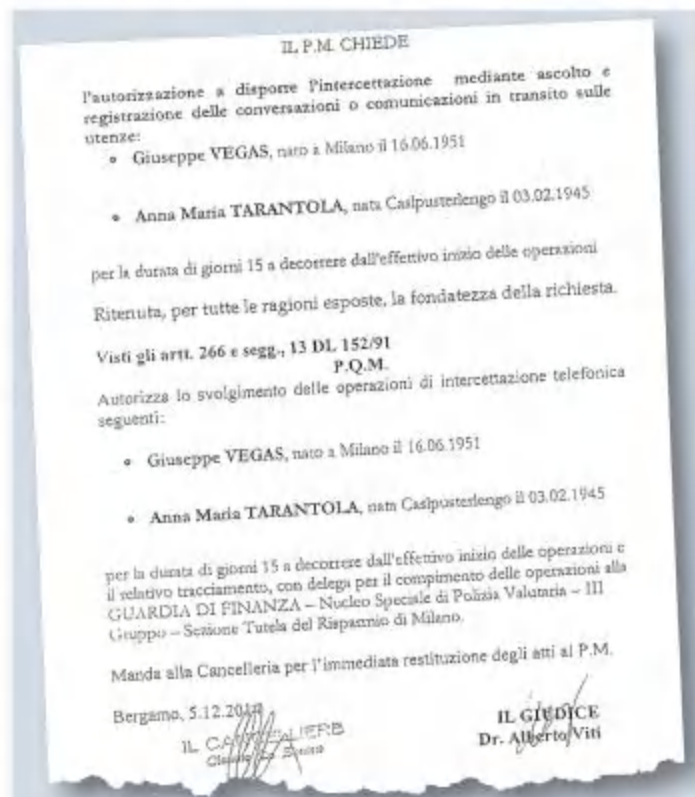 IL P.M. CHIEDE
l'autorizzazione a disporre l'intercettazione mediante ascolto e
registrazione delle conversazioni o comunicazioni in transito sulle
utenze:
• Giuseppe VEGAS, nato a Milano il 16.06.1951
• Anna Maria TARANTOLA, nata Caslpusterlengo il 03.02.1945
per la durata di giorni 15 a decorrere dall'effettivo inizio delle operazioni
Ritenuta, per tutte le ragioni esposte, la fondatezza della richiesta.
Visti gli artt. 266 e segg., 13 DL 152/91
P.Q.M.
Autorizza lo svolgimento delle operazioni di intercettazione telefonica
seguenti:
• Giuseppe VEGAS, nato a Milano il 16.06.1951
• Anna Maria TARANTOLA, nata Caslpusterlengo il 03.02.1945
per la durata di giorni 15 a decorrere dall'effettivo inizio delle operazioni e
il relativo tracciamento, con delega per il compimento delle operazioni alla
GUARDIA DI FINANZA – Nucleo Speciale di Polizia Valutaria – III
Gruppo – Sezione Tutela del Risparmio di Milano.
Manda alla Cancelleria per l'immediata restituzione degli atti al P.M.
Bergamo, 5.12.
IL GIUDICE
IL
Dr. Alberto Viti